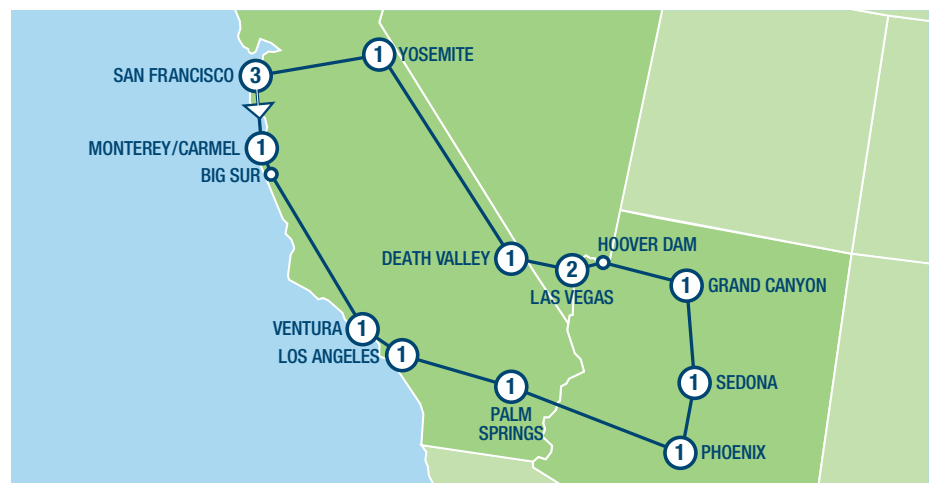 1 YOSEMITE
SAN FRANCISCO 3
MONTEREY/CARMEL 1
BIG SUR
HOOVER DAM
DEATH VALLEY 1
2
LAS VEGAS
1 GRAND CANYON
VENTURA 1
LOS ANGELES 1
1
PALM
SPRINGS
1 SEDONA
1 PHOENIX